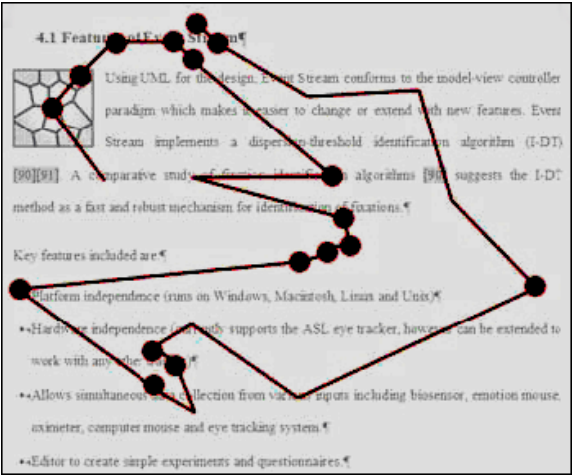 4.1 Features of Event Stream¶
Using UML for the design, Event Stream conforms to the model-view controller
paradigm which makes it easier to change or extend with new features. Event
Stream implements a dispersion-threshold identification algorithm (I-DT)
[90][91]. A comparative study of fixation identification algorithms [90] suggests the I-DT
method as a fast and robust mechanism for identification of fixations.¶
Key features included are:¶
Platform independence (runs on Windows, Macintosh, Linux and Unix)¶
•Hardware independence (currently supports the ASL eye tracker, however can be extended to
work with any other tracker)¶
•Allows simultaneous data collection from various inputs including biosensor, emotion mouse,
oximeter, computer mouse and eye tracking system.¶
•Editor to create simple experiments and questionnaires.¶